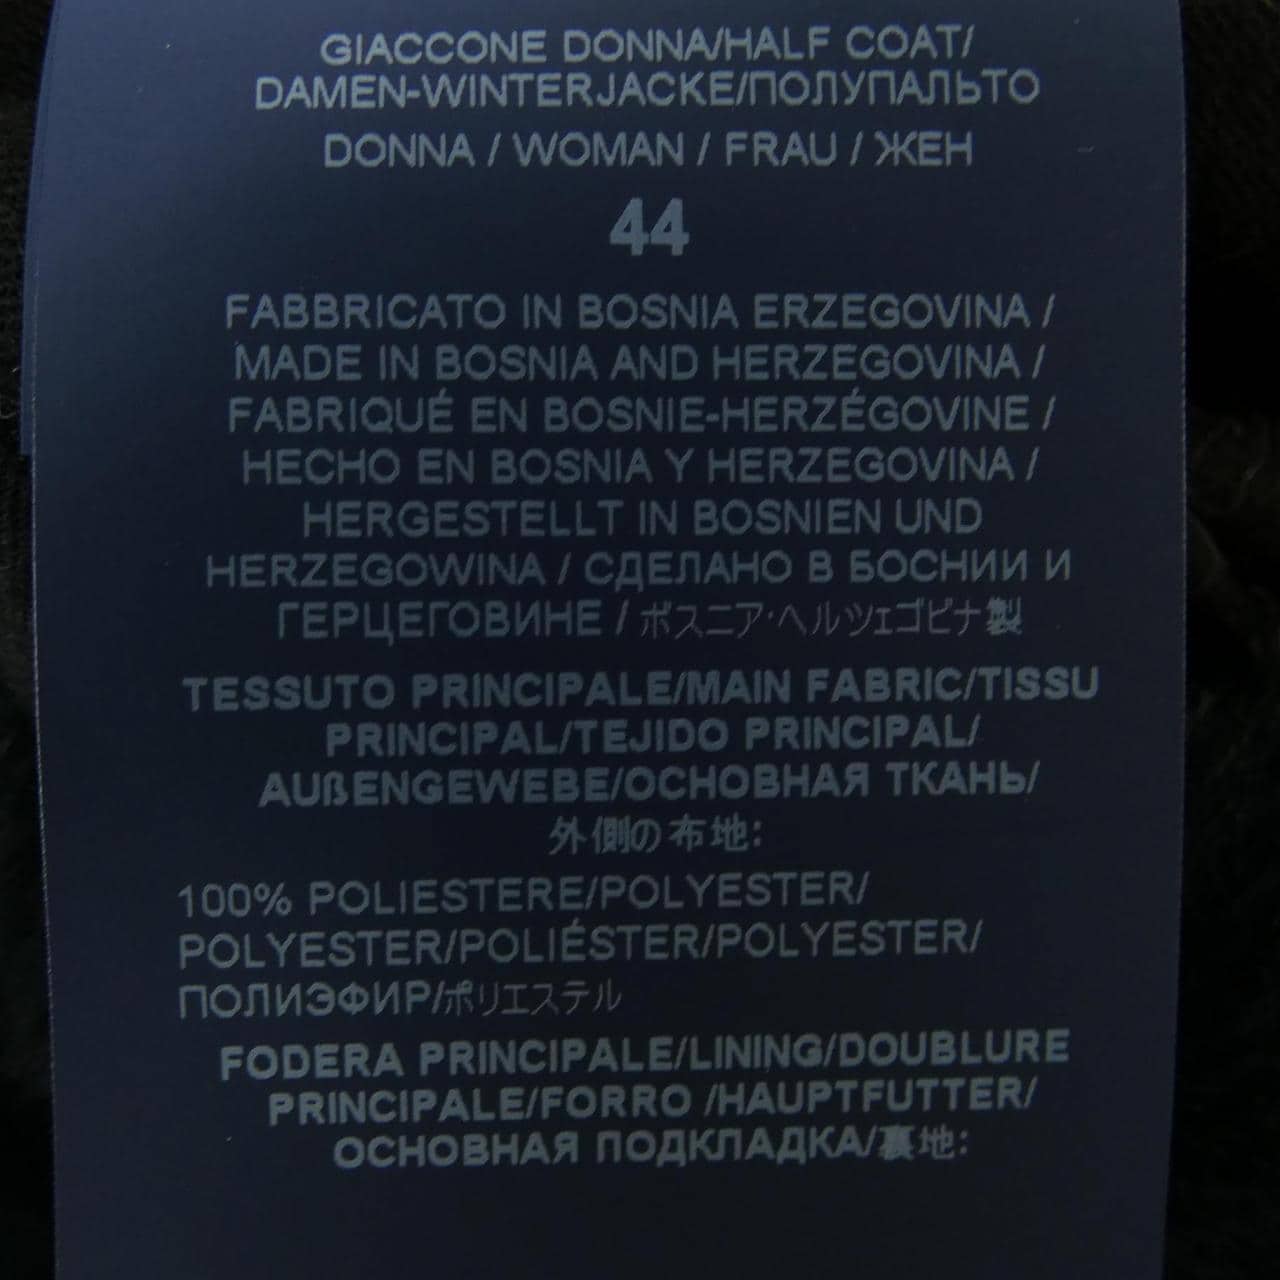 GIACCONE DONNA/HALF COAT/
DAMEN-WINTERJACKE/ПОЛУПАЛЬТО
DONNA / WOMAN / FRAU / ЖЕН
44
FABBRICATO IN BOSNIA ERZEGOVINA /
MADE IN BOSNIA AND HERZEGOVINA /
FABRIQUÉ EN BOSNIE-HERZÉGOVINE /
HECHO EN BOSNIA Y HERZEGOVINA /
HERGESTELLT IN BOSNIEN UND
HERZEGOWINA / СДЕЛАНО В БОСНИИ И
ГЕРЦЕГОВИНЕ / ボスニア・ヘルツェゴビナ製
TESSUTO PRINCIPALE/MAIN FABRIC/TISSU
PRINCIPAL/TEJIDO PRINCIPAL/
AUßENGEWEBE/ОСНОВНАЯ ТКАНЬ/
外側の布地:
100% POLIESTERE/POLYESTER/
POLYESTER/POLIÉSTER/POLYESTER/
ПОЛИЭФИР/ポリエステル
FODERA PRINCIPALE/LINING/DOUBLURE
PRINCIPALE/FORRO /HAUPTFUTTER/
ОСНОВНАЯ ПОДКЛАДКА/裏地: